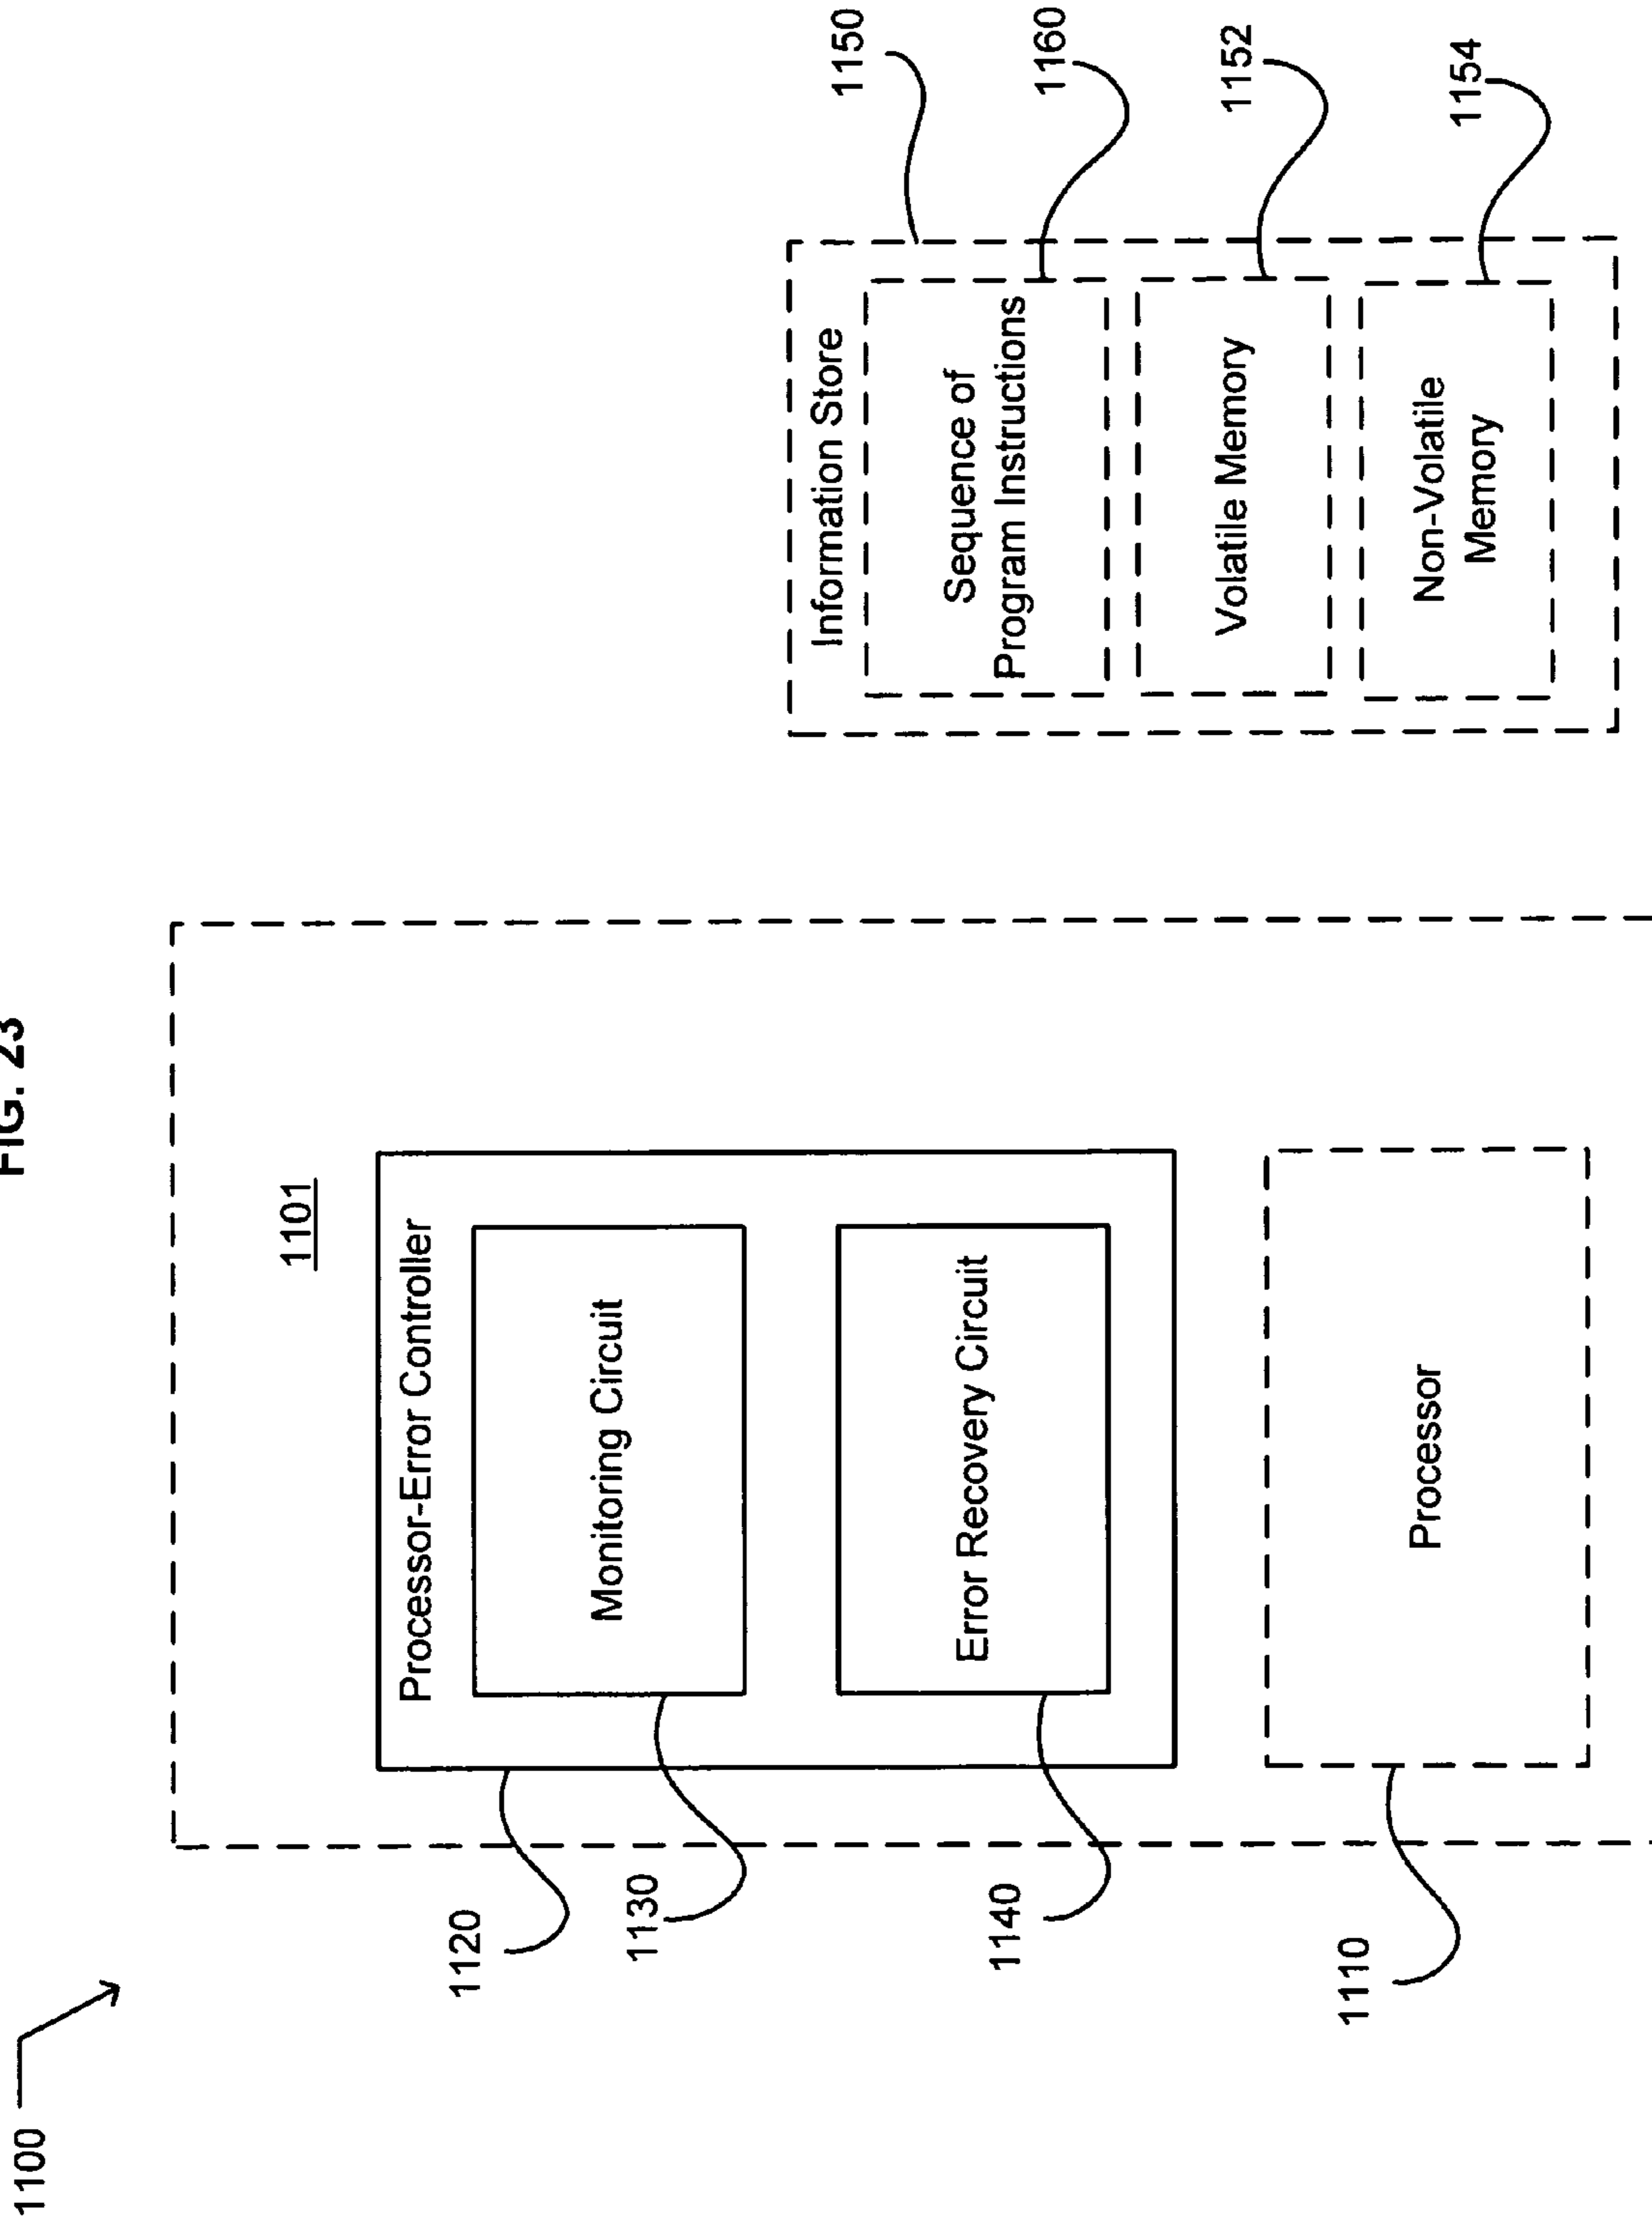 FIG. 23
1100
1101
1120
Processor-Error Controller
1130
Monitoring Circuit
1140
Error Recovery Circuit
1110
Processor
1150
Information Store
1160
Sequence of
Program Instructions
1152
Volatile Memory
1154
Non-Volatile
Memory